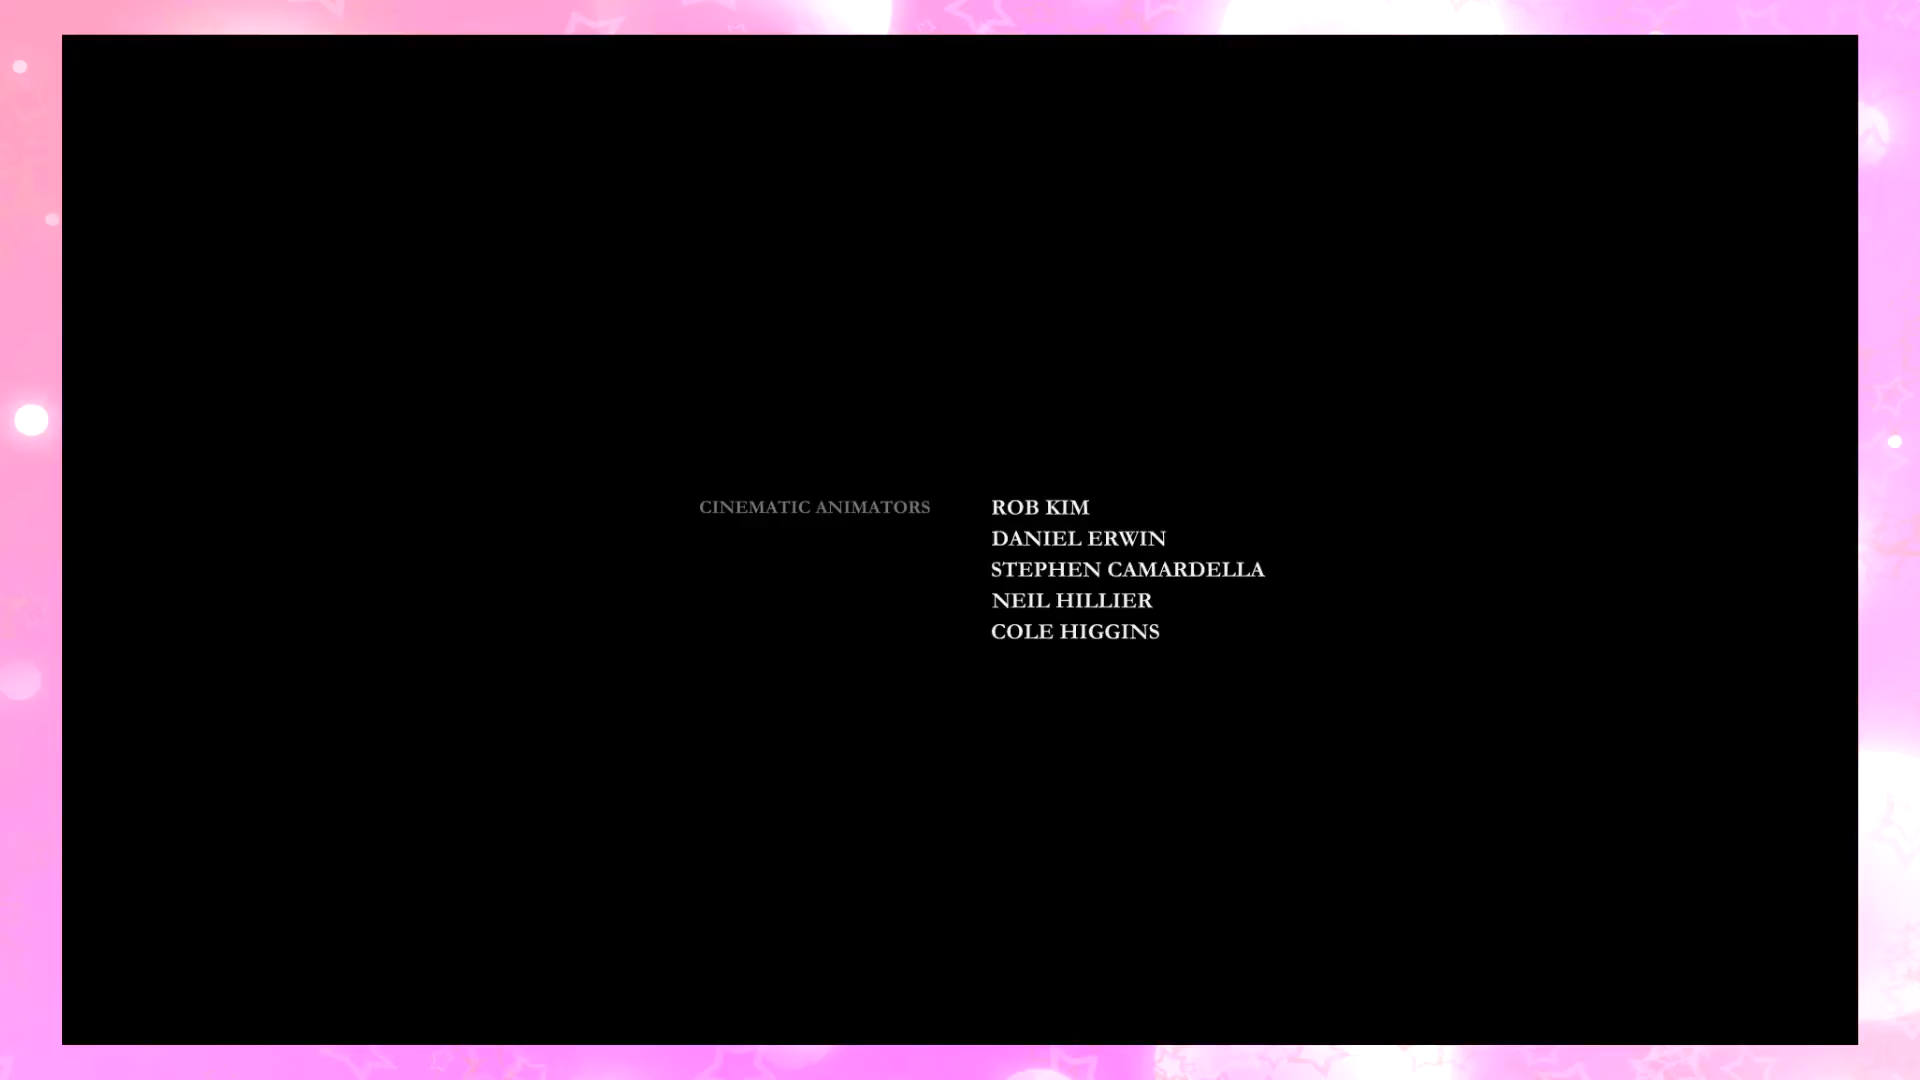 CINEMATIC ANIMATORS ROB KIM
DANIEL ERWIN
STEPHEN CAMARDELLA
NEIL HILLIER
COLE HIGGINS